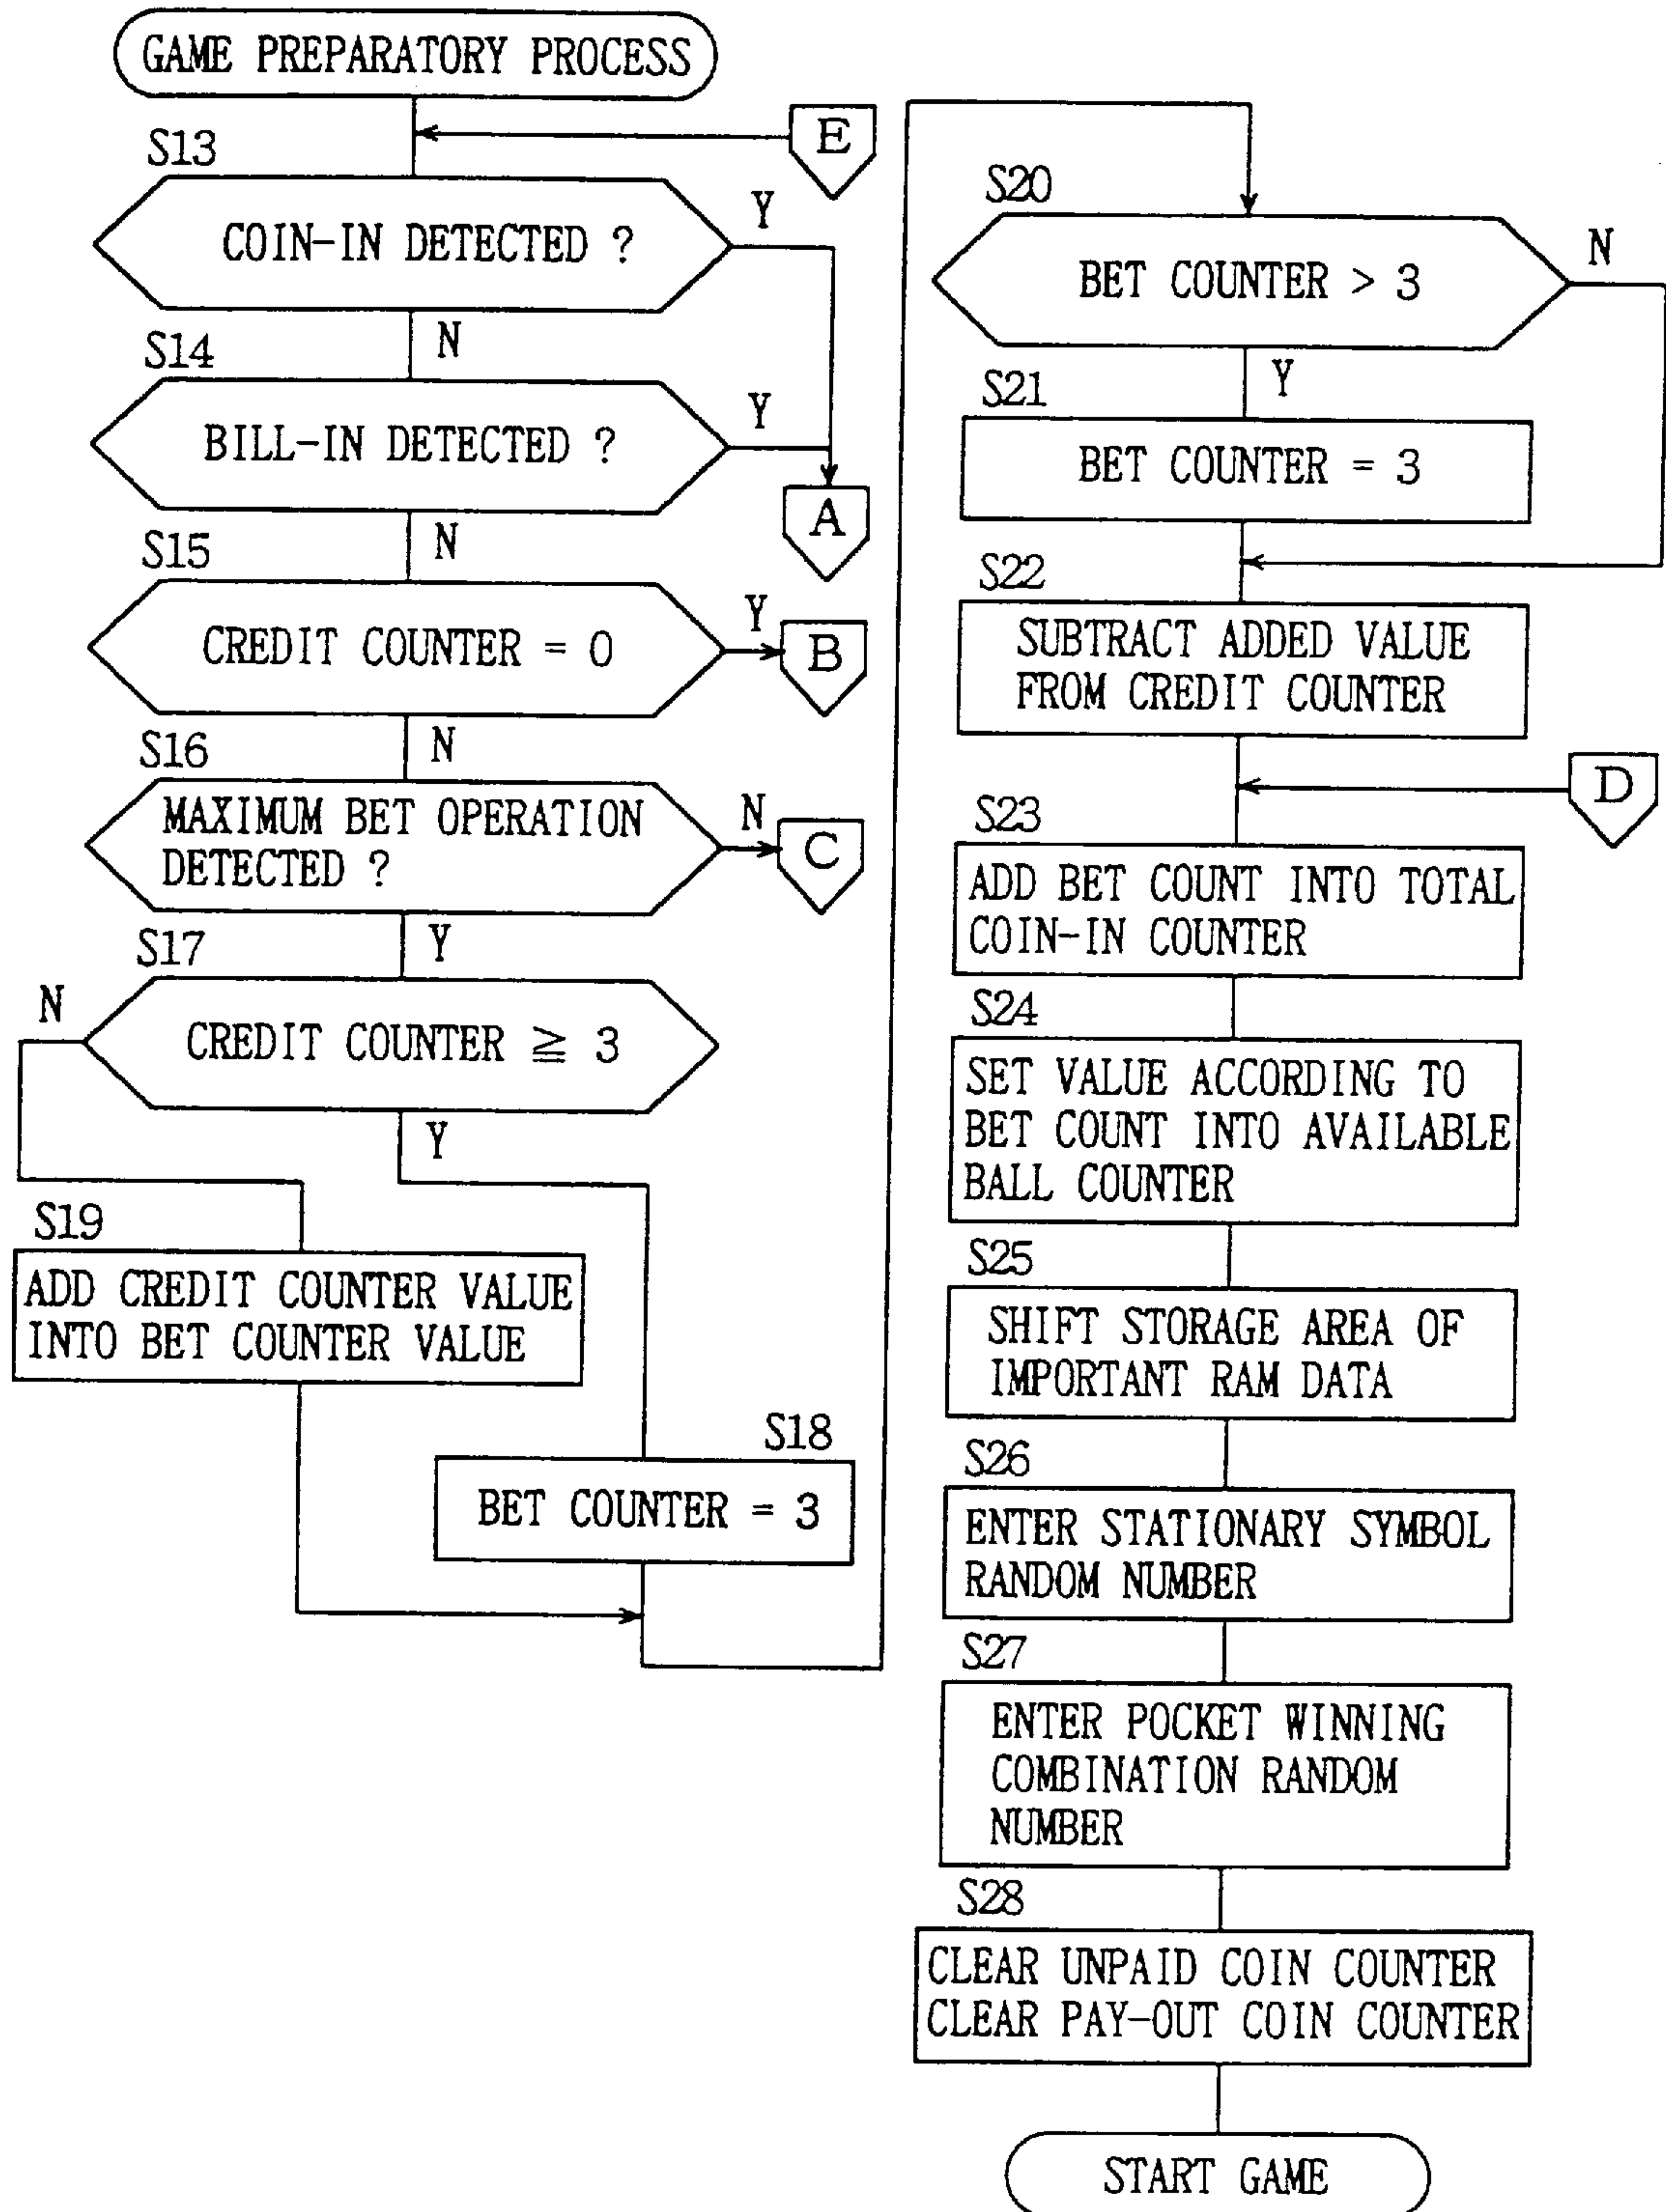 GAME PREPARATORY PROCESS
E
S13
COIN-IN DETECTED ?
Y
N
S14
BILL-IN DETECTED ?
Y
A
N
S15
CREDIT COUNTER = 0
Y
B
N
S16
MAXIMUM BET OPERATION
DETECTED ?
N
C
Y
S17
N
CREDIT COUNTER ≧ 3
Y
S19
ADD CREDIT COUNTER VALUE
INTO BET COUNTER VALUE
S18
BET COUNTER = 3
S20
BET COUNTER > 3
N
Y
S21
BET COUNTER = 3
S22
SUBTRACT ADDED VALUE
FROM CREDIT COUNTER
D
S23
ADD BET COUNT INTO TOTAL
COIN-IN COUNTER
S24
SET VALUE ACCORDING TO
BET COUNT INTO AVAILABLE
BALL COUNTER
S25
SHIFT STORAGE AREA OF
IMPORTANT RAM DATA
S26
ENTER STATIONARY SYMBOL
RANDOM NUMBER
S27
ENTER POCKET WINNING
COMBINATION RANDOM
NUMBER
S28
CLEAR UNPAID COIN COUNTER
CLEAR PAY-OUT COIN COUNTER
START GAME